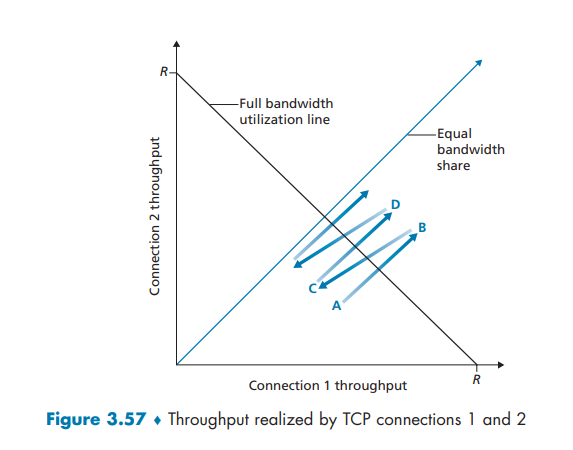 R
Full bandwidth
utilization line
Equal
bandwidth
share
Connection 2 throughput
D
B
C
A
R
Connection 1 throughput
Figure 3.57 ♦ Throughput realized by TCP connections 1 and 2